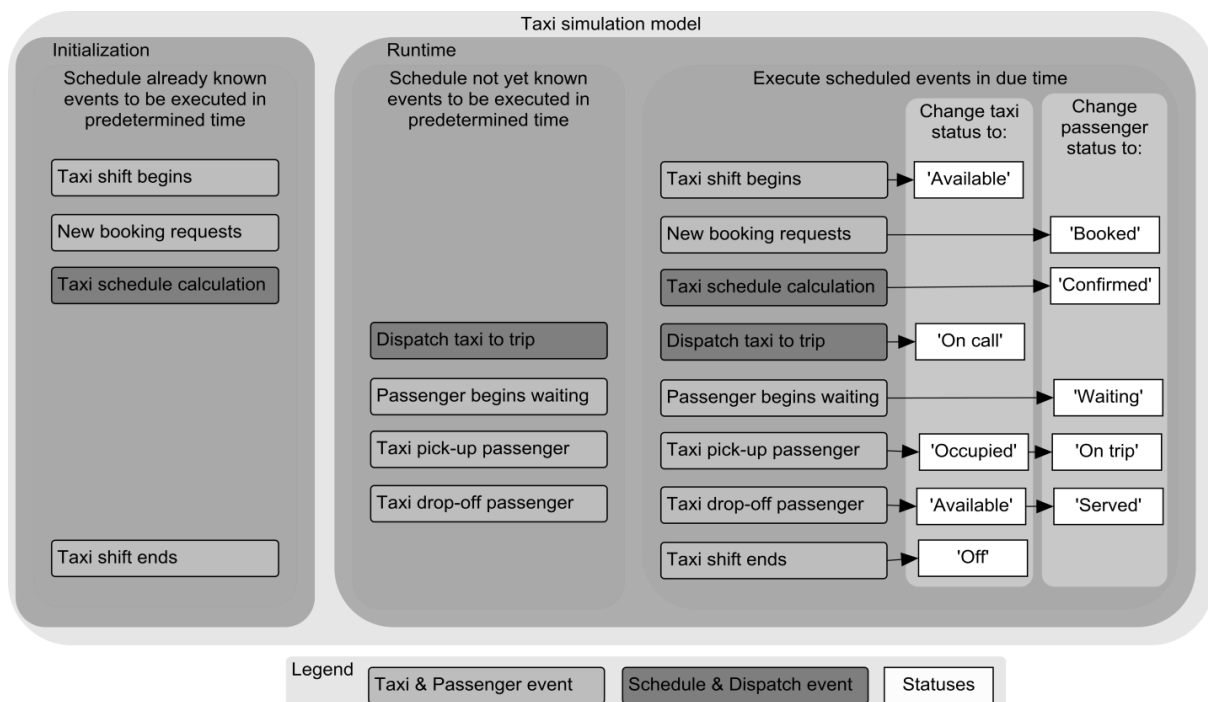 Taxi simulation model
Initialization
Schedule already known
events to be executed in
predetermined time
Taxi shift begins
New booking requests
Taxi schedule calculation
Taxi shift ends
Runtime
Schedule not yet known
events to be executed in
predetermined time
Dispatch taxi to trip
Passenger begins waiting
Taxi pick-up passenger
Taxi drop-off passenger
Execute scheduled events in due time
Change taxi
status to:
Change
passenger
status to:
Taxi shift begins
'Available'
New booking requests
'Booked'
Taxi schedule calculation
'Confirmed'
Dispatch taxi to trip
'On call'
Passenger begins waiting
'Waiting'
Taxi pick-up passenger
'Occupied'
'On trip'
Taxi drop-off passenger
'Available'
'Served'
Taxi shift ends
'Off'
Legend
Taxi & Passenger event
Schedule & Dispatch event
Statuses